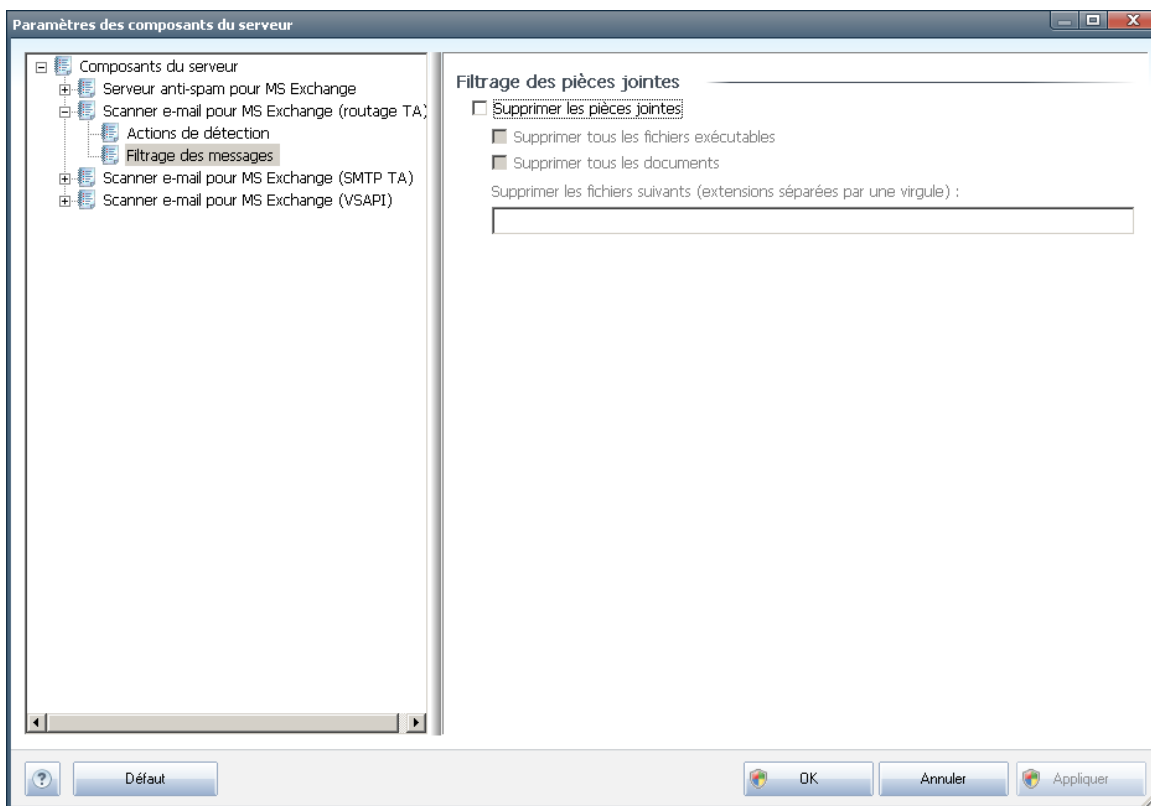 Paramètres des composants du serveur
Composants du serveur
Serveur anti-spam pour MS Exchange
Scanner e-mail pour MS Exchange (routage TA)
Actions de détection
Filtrage des messages
Scanner e-mail pour MS Exchange (SMTP TA)
Scanner e-mail pour MS Exchange (VSAPI)
Filtrage des pièces jointes
Supprimer les pièces jointes
Supprimer tous les fichiers exécutables
Supprimer tous les documents
Supprimer les fichiers suivants (extensions séparées par une virgule) :
? Défaut OK Annuler Appliquer